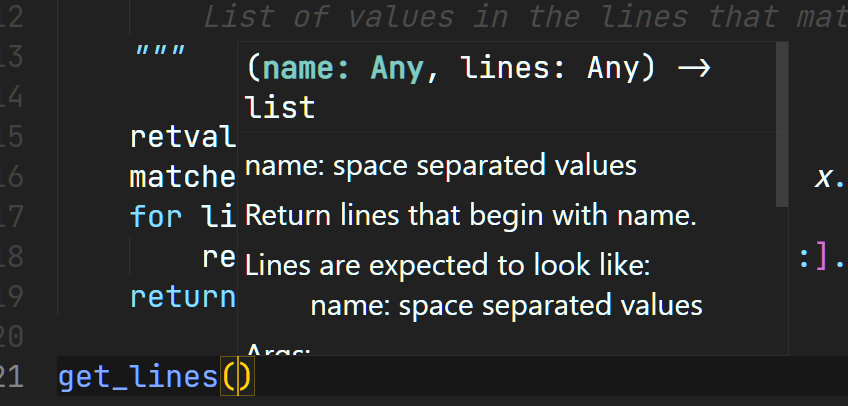 12 List of values in the lines that mat
13 """
14
15 retval
16 matche x.
17 for li
18 re :].
19 return
20
21 get_lines()
(name: Any, lines: Any) →
list
name: space separated values
Return lines that begin with name.
Lines are expected to look like:
name: space separated values
Args: